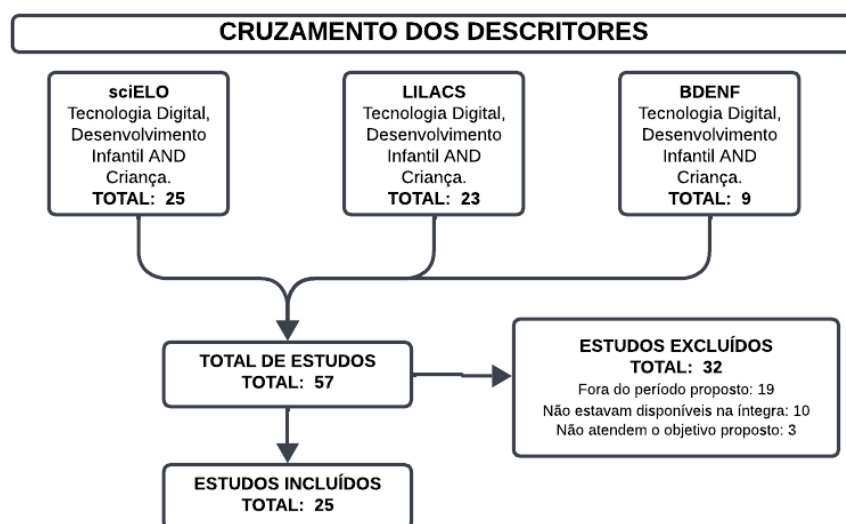 CRUZAMENTO DOS DESCRITORES
sciELO
Tecnologia Digital,
Desenvolvimento
Infantil AND
Criança.
TOTAL: 25
LILACS
Tecnologia Digital,
Desenvolvimento
Infantil AND
Criança.
TOTAL: 23
BDENF
Tecnologia Digital,
Desenvolvimento
Infantil AND
Criança.
TOTAL: 9
TOTAL DE ESTUDOS
TOTAL: 57
ESTUDOS EXCLUÍDOS
TOTAL: 32
Fora do período proposto: 19
Não estavam disponíveis na íntegra: 10
Não atendem o objetivo proposto: 3
ESTUDOS INCLUÍDOS
TOTAL: 25